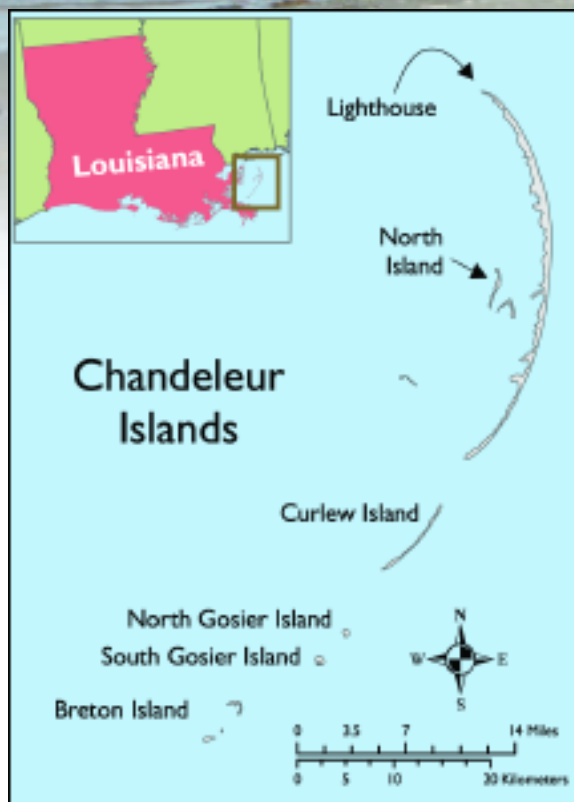 Louisiana
Lighthouse
North
Island
Chandeleur
Islands
Curlew Island
North Gosier Island
South Gosier Island
Breton Island
N
W E
S
0 3.5 7 14 Miles
0 5 10 20 Kilometers